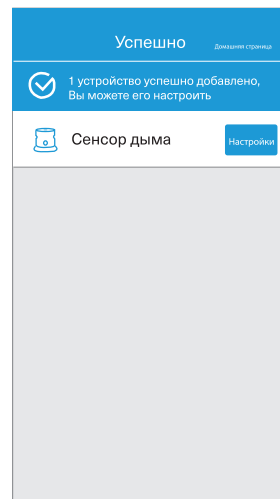 Успешно
Домашняя страница
1 устройство успешно добавлено,
Вы можете его настроить
Сенсор дыма
Настройки